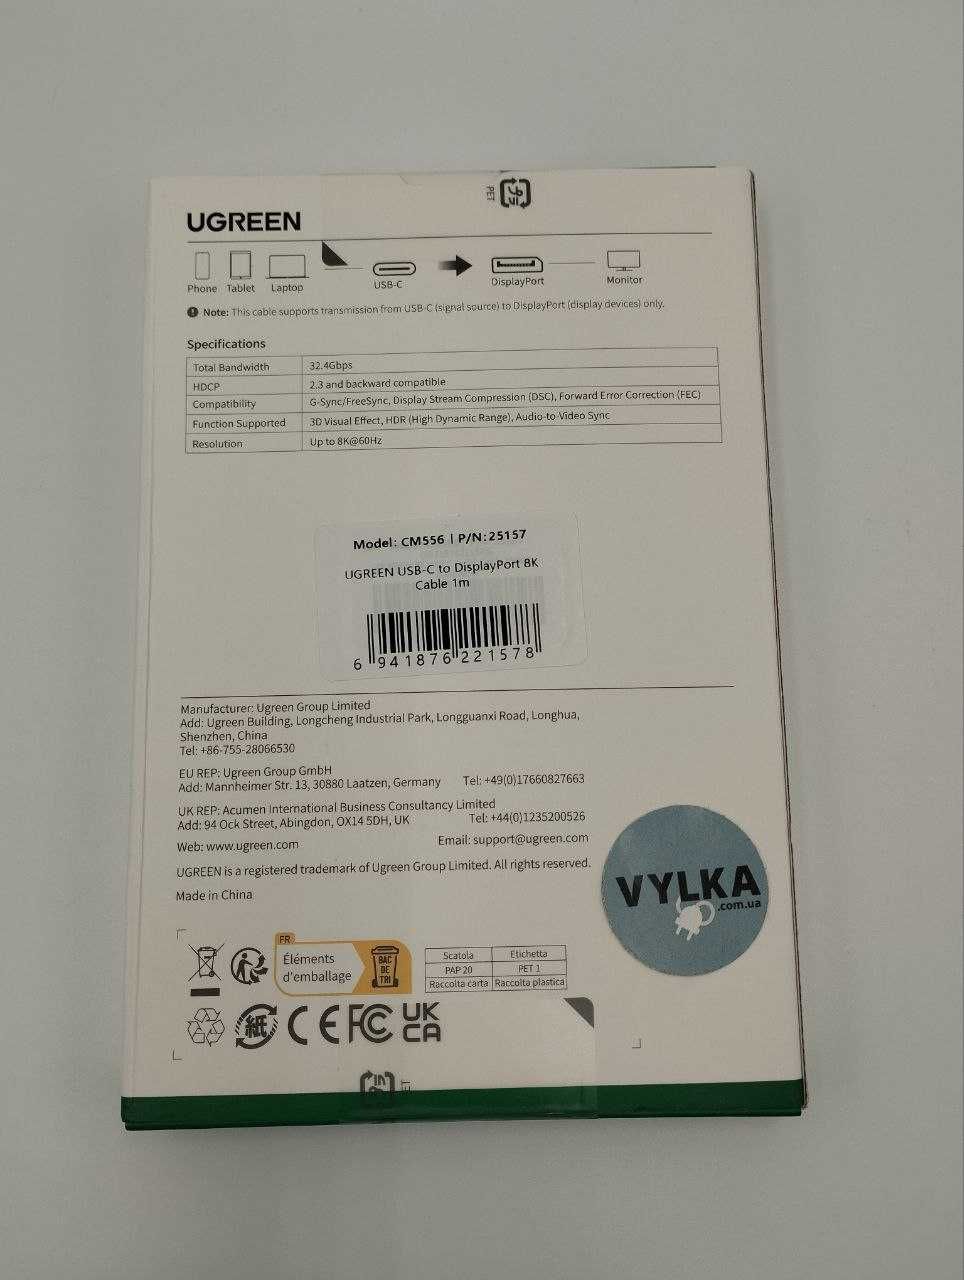 PET
UGREEN
Phone Tablet Laptop USB-C DisplayPort Monitor
Note: This cable supports transmission from USB-C (signal source) to DisplayPort (display devices) only.
Specifications
Total Bandwidth 32.4Gbps
HDCP 2.3 and backward compatible
Compatibility G-Sync/FreeSync, Display Stream Compression (DSC), Forward Error Correction (FEC)
Function Supported 3D Visual Effect, HDR (High Dynamic Range), Audio-to-Video Sync
Resolution Up to 8K@60Hz
Model: CM556 | P/N:25157
UGREEN USB-C to DisplayPort 8K
Cable 1m
6 941876 221578
Manufacturer: Ugreen Group Limited
Add: Ugreen Building, Longcheng Industrial Park, Longguanxi Road, Longhua,
Shenzhen, China
Tel: +86-755-28066530
EU REP: Ugreen Group GmbH
Add: Mannheimer Str. 13, 30880 Laatzen, Germany Tel: +49(0)17660827663
UK REP: Acumen International Business Consultancy Limited
Add: 94 Ock Street, Abingdon, OX14 5DH, UK Tel: +44(0)1235200526
Web: www.ugreen.com Email: support@ugreen.com
UGREEN is a registered trademark of Ugreen Group Limited. All rights reserved.
Made in China
VYLKA
.com.ua
FR
Éléments
d'emballage
BAC
DE
TRI
Scatola Etichetta
PAP 20 PET 1
Raccolta carta Raccolta plastica
紙 CE FC UK
CA